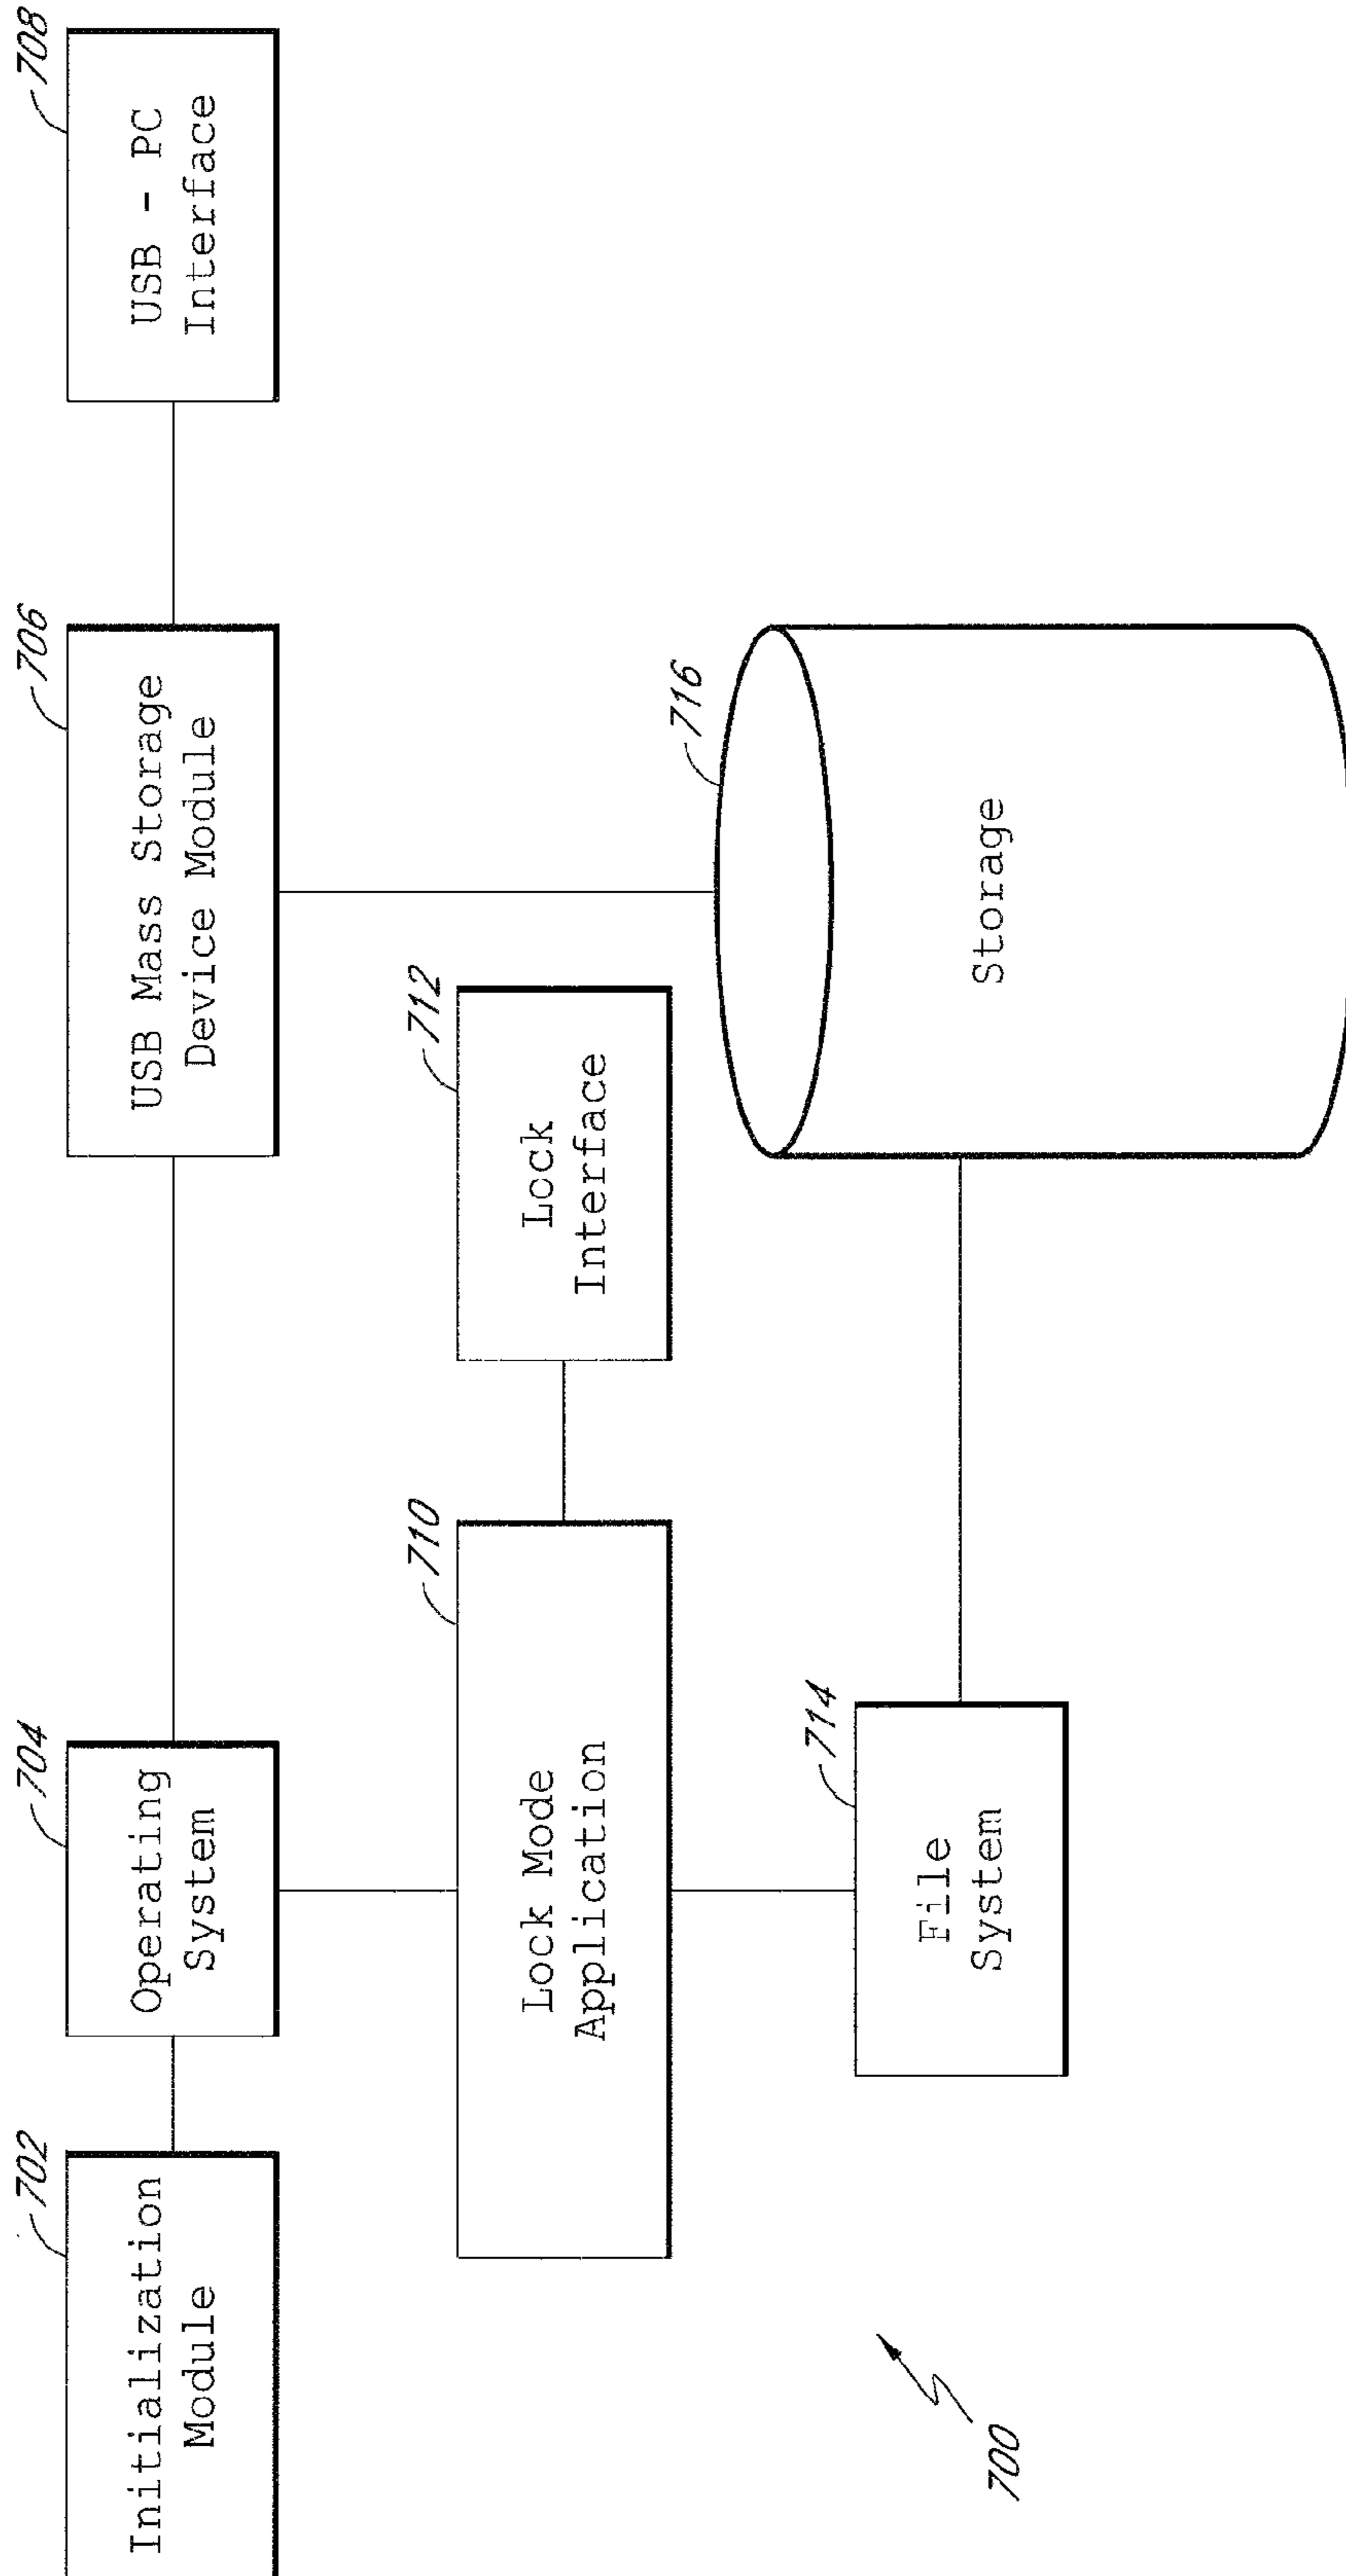 702
Initialization
Module
704
Operating
System
706
USB Mass Storage
Device Module
708
USB - PC
Interface
710
Lock Mode
Application
712
Lock
Interface
714
File
System
716
Storage
700